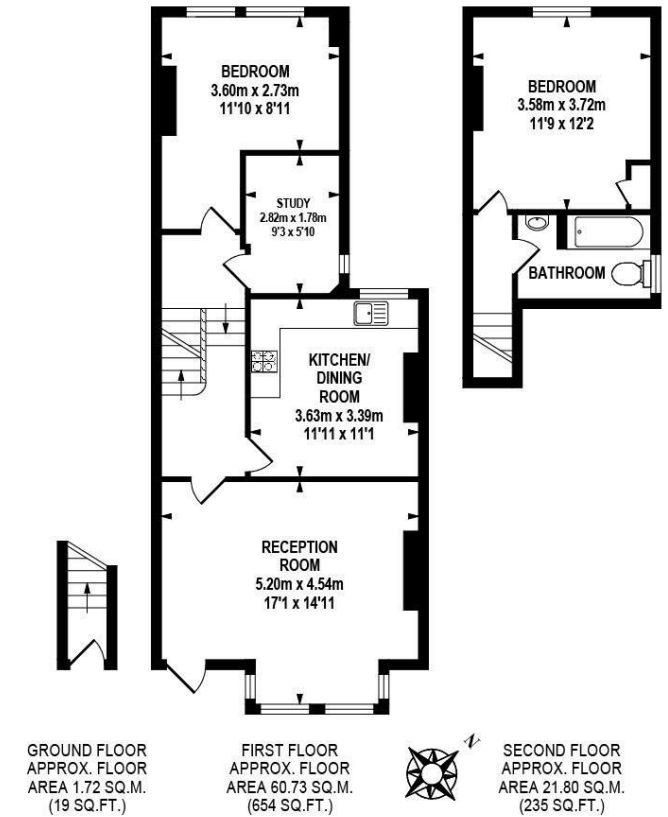 BEDROOM
3.60m x 2.73m
11'10 x 8'11
BEDROOM
3.58m x 3.72m
11'9 x 12'2
STUDY
2.82m x 1.78m
9'3 x 5'10
BATHROOM
KITCHEN/
DINING
ROOM
3.63m x 3.39m
11'11 x 11'1
RECEPTION
ROOM
5.20m x 4.54m
17'1 x 14'11
GROUND FLOOR
APPROX. FLOOR
AREA 1.72 SQ.M.
(19 SQ.FT.)
FIRST FLOOR
APPROX. FLOOR
AREA 60.73 SQ.M.
(654 SQ.FT.)
N
SECOND FLOOR
APPROX. FLOOR
AREA 21.80 SQ.M.
(235 SQ.FT.)